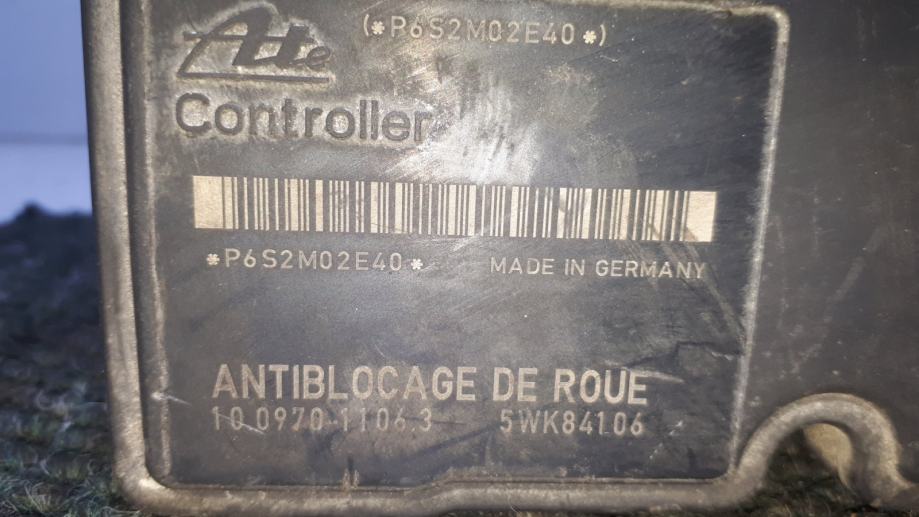 Ate (*P6S2M02E40*)
Controller
*P6S2M02E40* MADE IN GERMANY
ANTIBLOCAGE DE ROUE
10.0970-1106.3 5WK84106